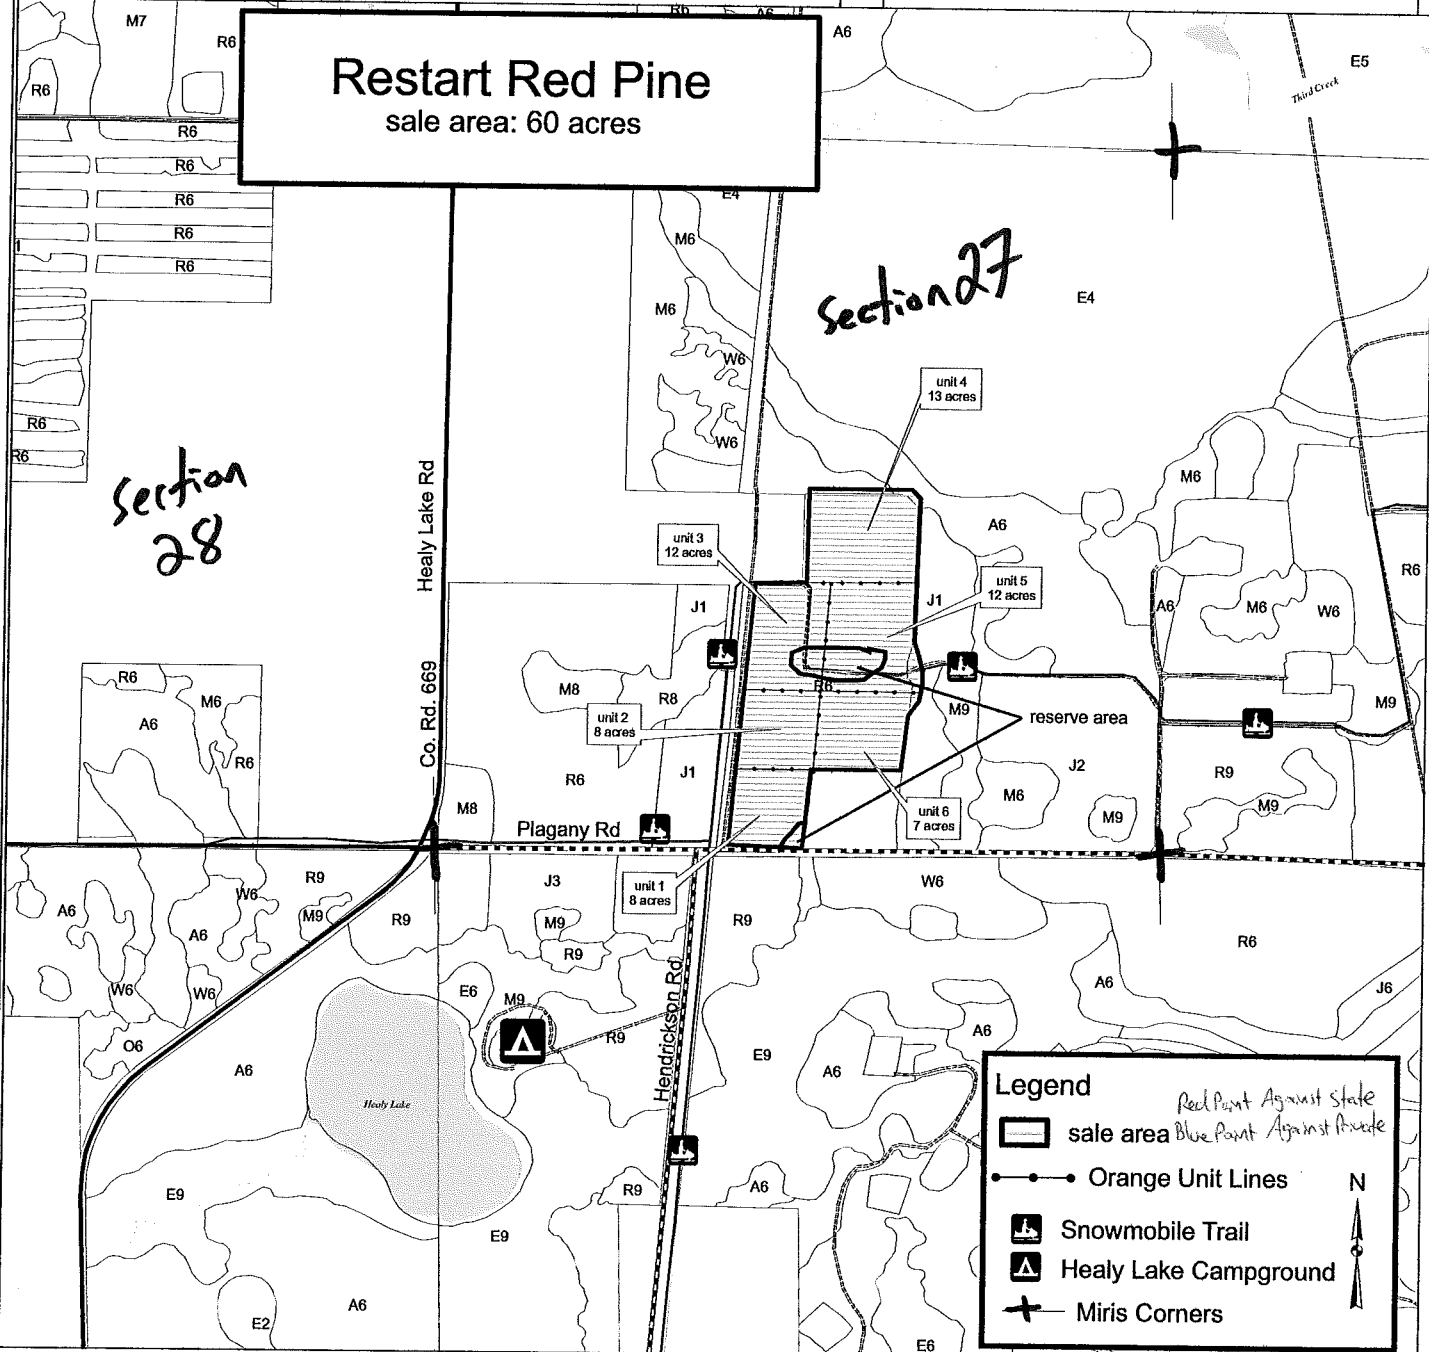 M7
R6
R6
A6
A6
E5
Third Creek
R6
Restart Red Pine
sale area: 60 acres
R6
R6
R6
R6
R6
E4
M6
M6
W6
W6
Section 27
E4
R6
R6
Section
28
Healy Lake Rd
Co. Rd. 669
unit 4
13 acres
unit 3
12 acres
unit 5
12 acres
A6
M6
J1
J1
A6
M6
W6
R6
R6
M6
A6
R6
M8
R8
unit 2
8 acres
R6
M9
reserve area
M9
J1
R6
J2
R9
M8
M6
M9
M9
Plagany Rd
unit 6
7 acres
unit 1
8 acres
R9
W6
A6
M9
R9
A6
J3
M9
R9
R9
W6
R6
W6
W6
E6
M9
A6
J6
O6
A6
R9
Hendrickson Rd
E9
A6
A6
Healy Lake
E9
R9
A6
E9
A6
E2
E6
Legend
Red Paint Against State
sale area Blue Paint Against Private
Orange Unit Lines
N
Snowmobile Trail
Healy Lake Campground
Miris Corners